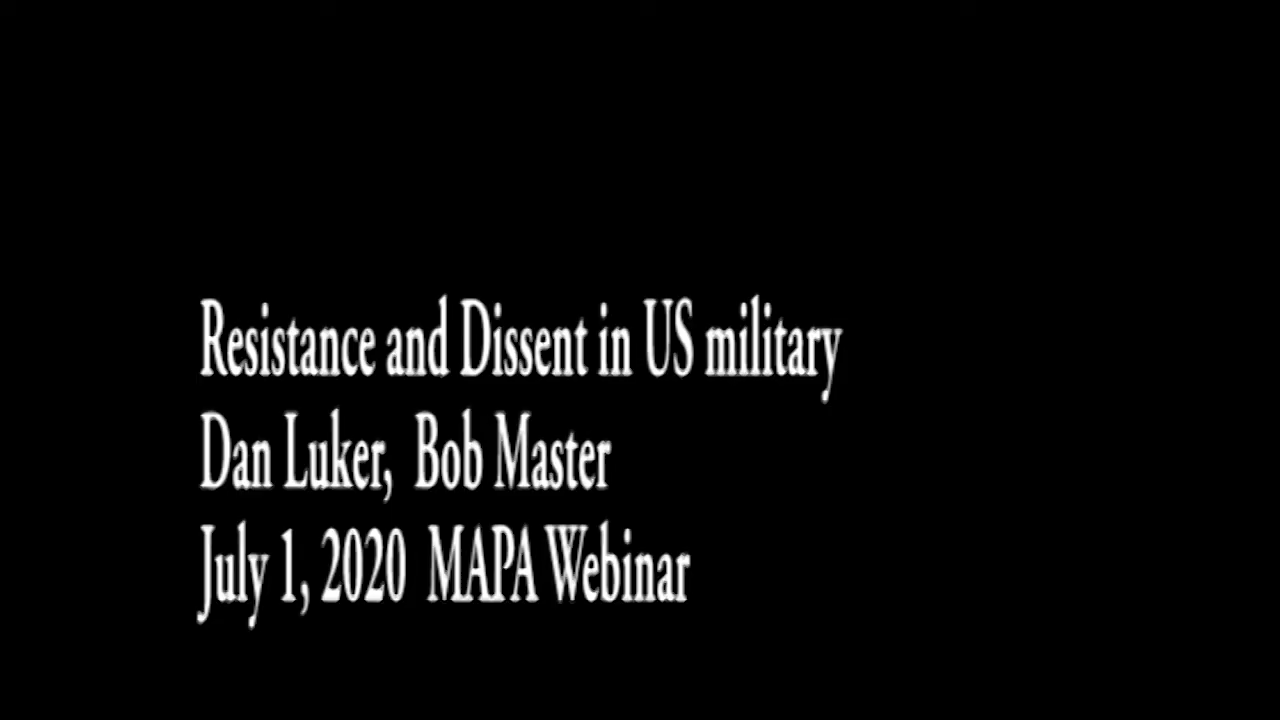 Resistance and Dissent in US military
Dan Luker, Bob Master
July 1, 2020 MAPA Webinar